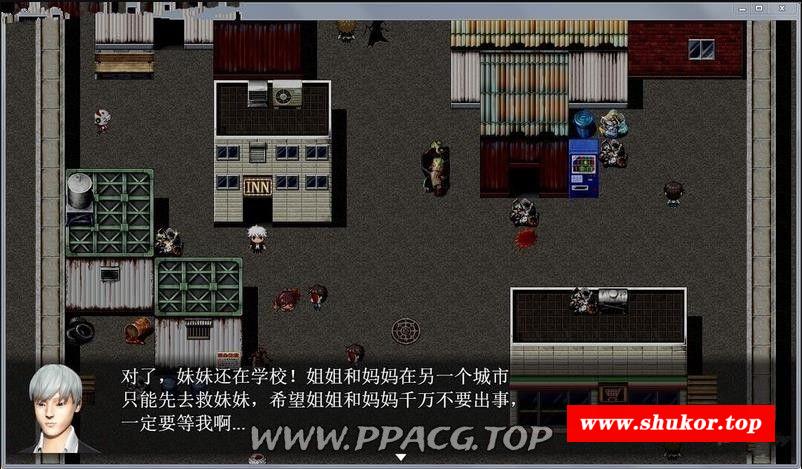 INN
对了，妹妹还在学校！姐姐和妈妈在另一个城市
只能先去救妹妹，希望姐姐和妈妈千万不要出事，
一定要等我啊...
WWW.PPACG.TOP
www.shukor.top